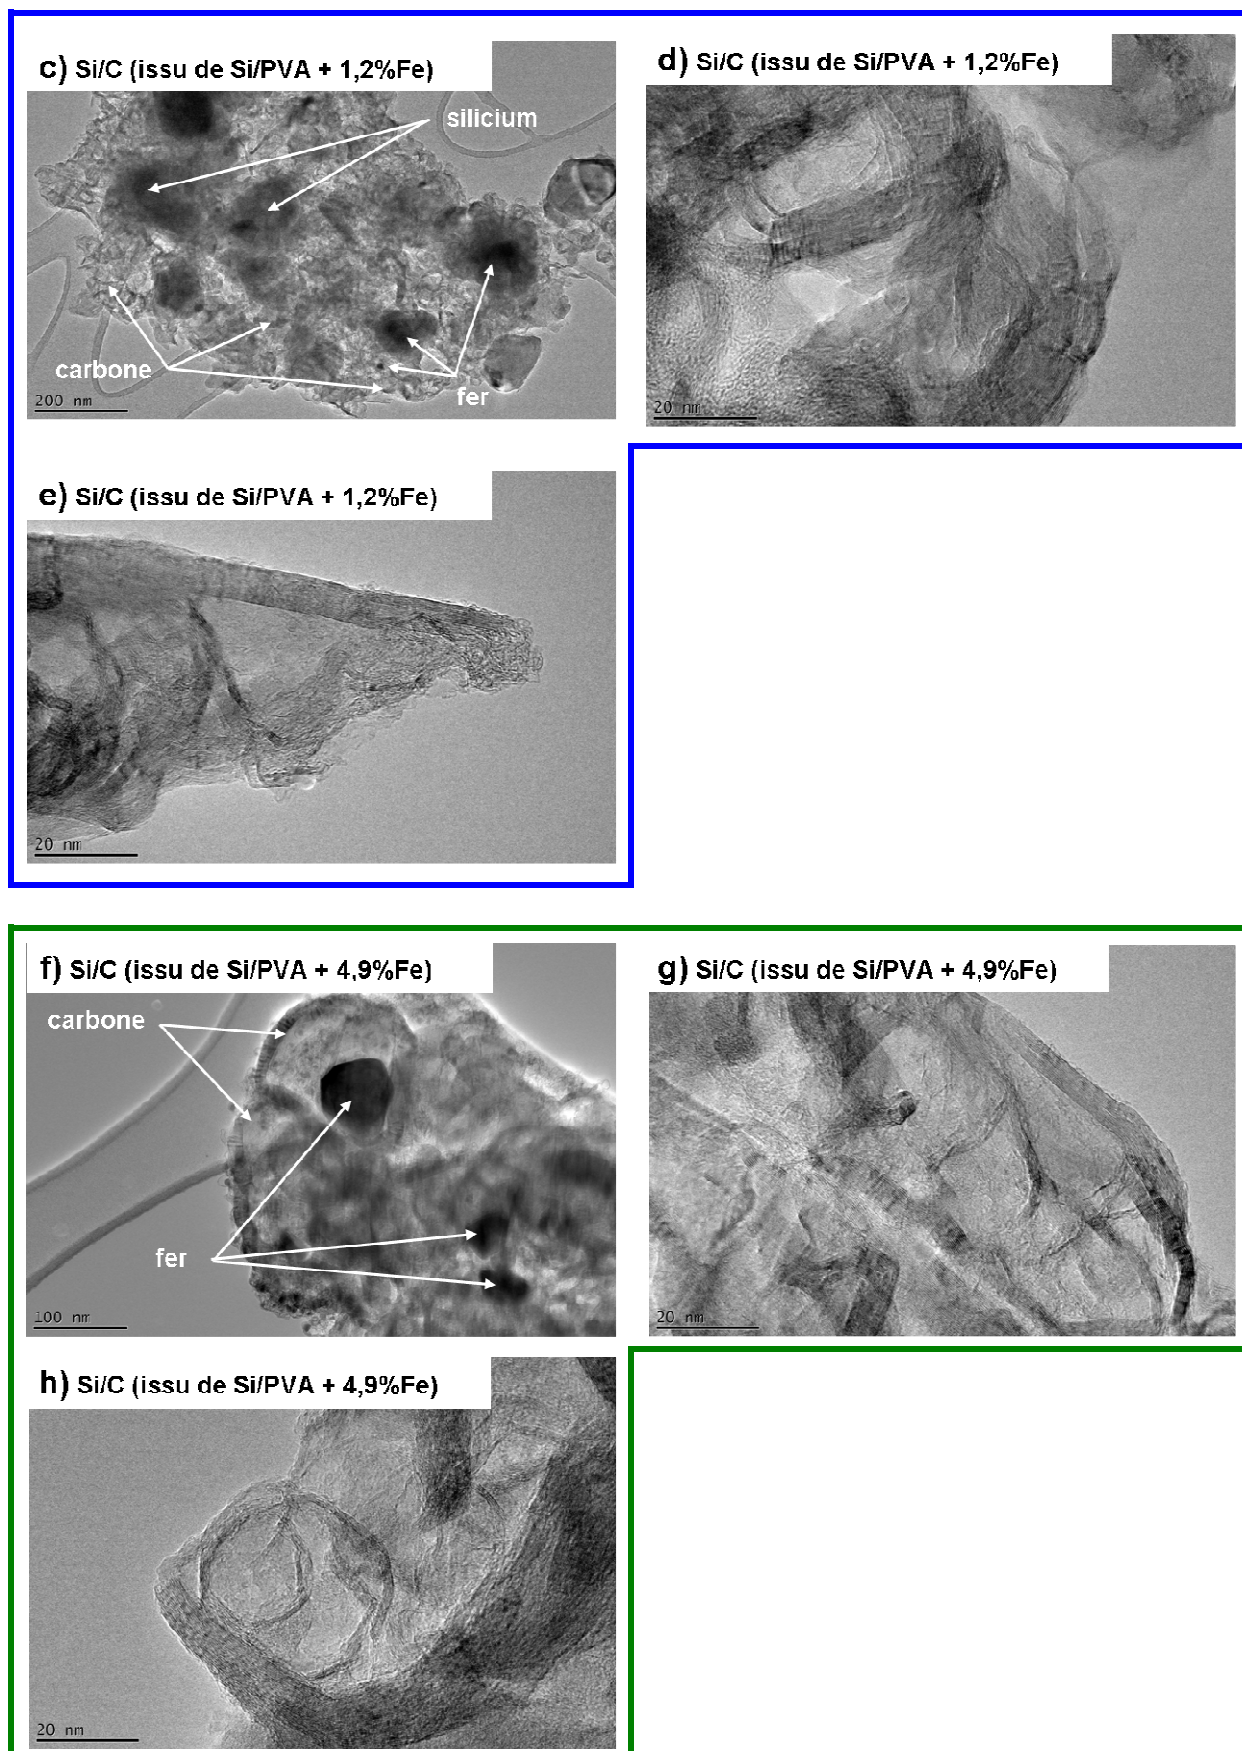 c) Si/C (issu de Si/PVA + 1,2%Fe)
silicium
carbone
fer
200 nm
d) Si/C (issu de Si/PVA + 1,2%Fe)
20 nm
e) Si/C (issu de Si/PVA + 1,2%Fe)
20 nm
f) Si/C (issu de Si/PVA + 4,9%Fe)
carbone
fer
100 nm
g) Si/C (issu de Si/PVA + 4,9%Fe)
20 nm
h) Si/C (issu de Si/PVA + 4,9%Fe)
20 nm